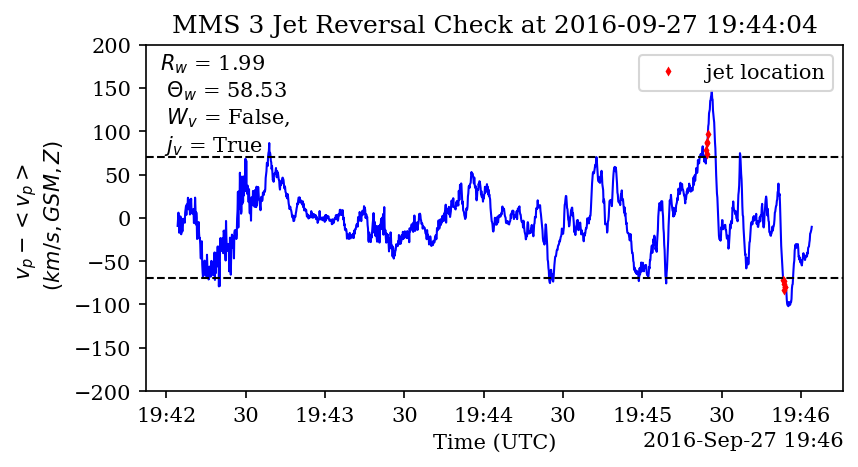 MMS 3 Jet Reversal Check at 2016-09-27 19:44:04
R_w = 1.99
Θ_w = 58.53
W_v = False,
j_v = True
jet location
v_p − <v_p>
(km/s, GSM, Z)
200
150
100
50
0
−50
−100
−150
−200
19:42 30 19:43 30 19:44 30 19:45 30 19:46
Time (UTC)
2016-Sep-27 19:46